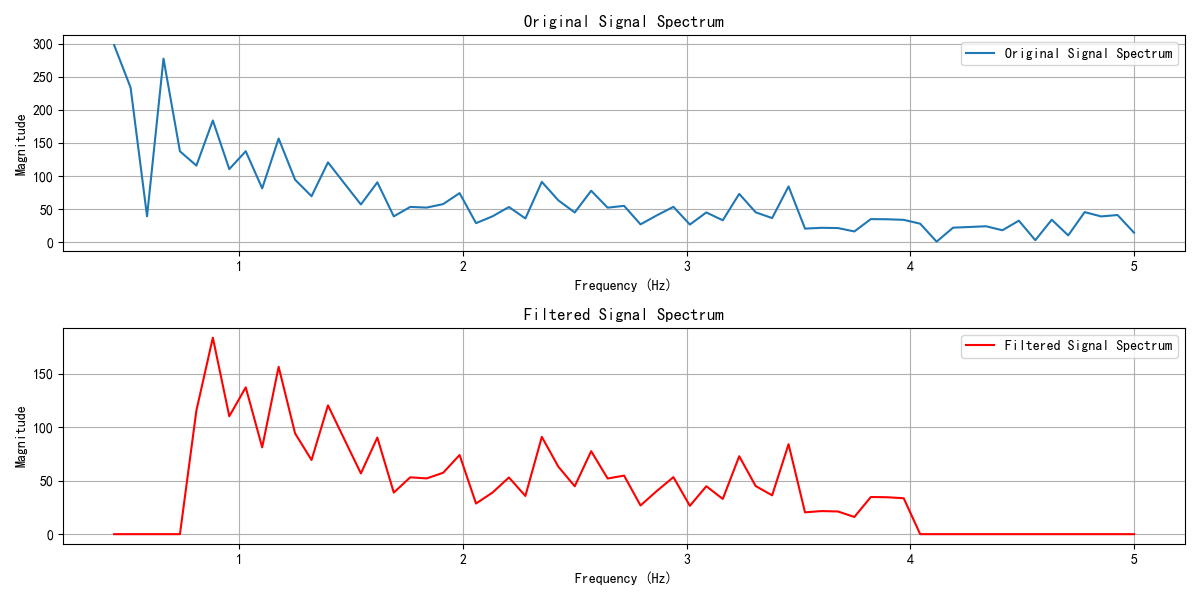 Original Signal Spectrum
300
250
200
150
100
50
0
Magnitude
Original Signal Spectrum
1 2 3 4 5
Frequency (Hz)
Filtered Signal Spectrum
150
100
50
0
Magnitude
Filtered Signal Spectrum
1 2 3 4 5
Frequency (Hz)